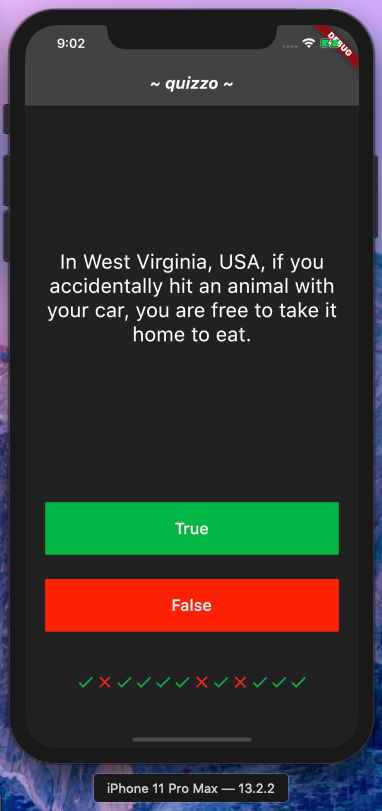 9:02
DEBUG
~ quizzo ~
In West Virginia, USA, if you
accidentally hit an animal with
your car, you are free to take it
home to eat.
True
False
iPhone 11 Pro Max — 13.2.2